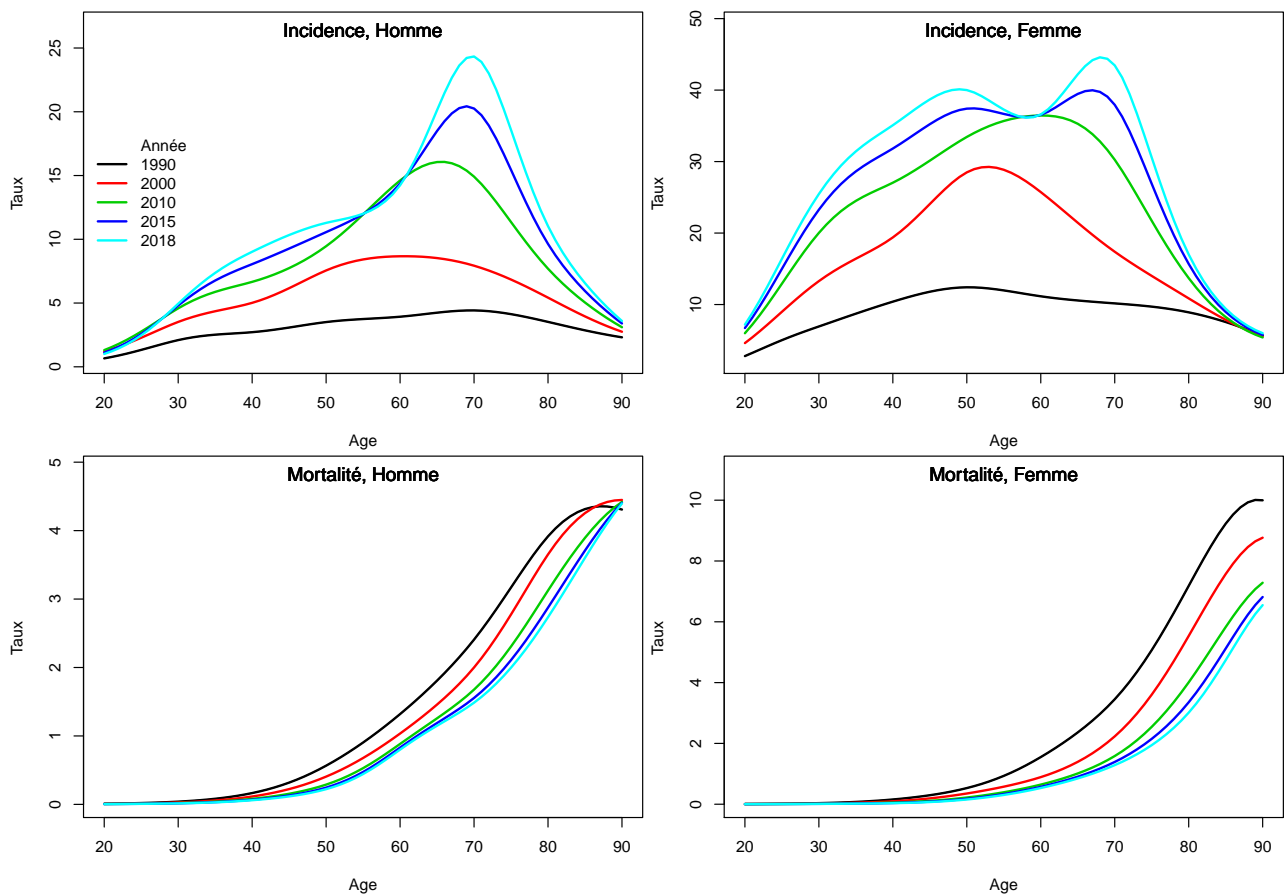 Incidence, Homme
Taux
0 5 10 15 20 25
Année
1990
2000
2010
2015
2018
20 30 40 50 60 70 80 90
Age
Incidence, Femme
Taux
10 20 30 40 50
20 30 40 50 60 70 80 90
Age
Mortalité, Homme
Taux
0 1 2 3 4 5
20 30 40 50 60 70 80 90
Age
Mortalité, Femme
Taux
0 2 4 6 8 10
20 30 40 50 60 70 80 90
Age